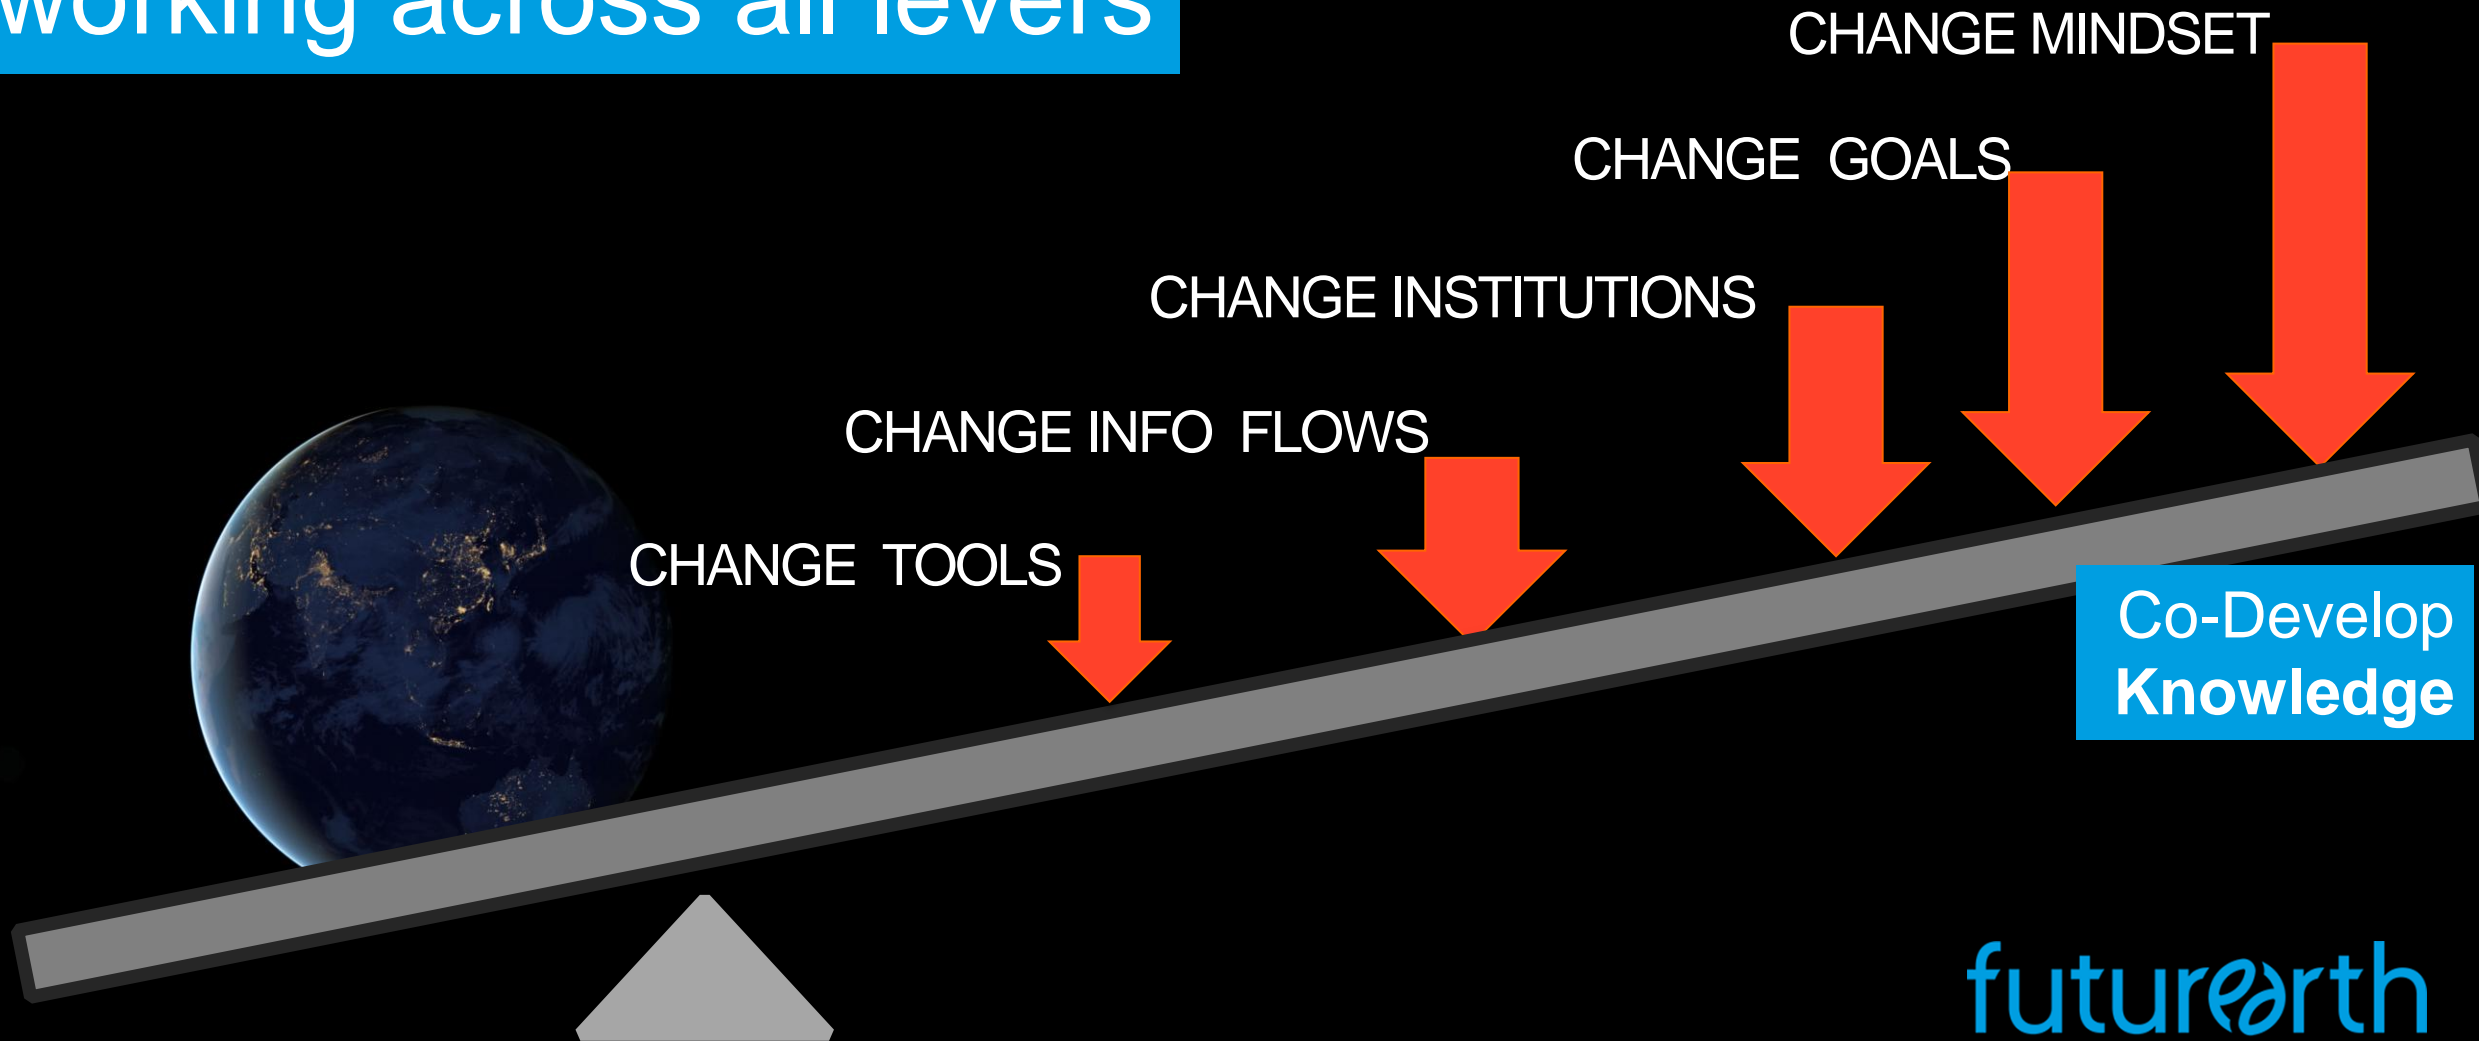 working across all levers
CHANGE MINDSET
CHANGE GOALS
CHANGE INSTITUTIONS
CHANGE INFO FLOWS
CHANGE TOOLS
Co-Develop
Knowledge
futurearth